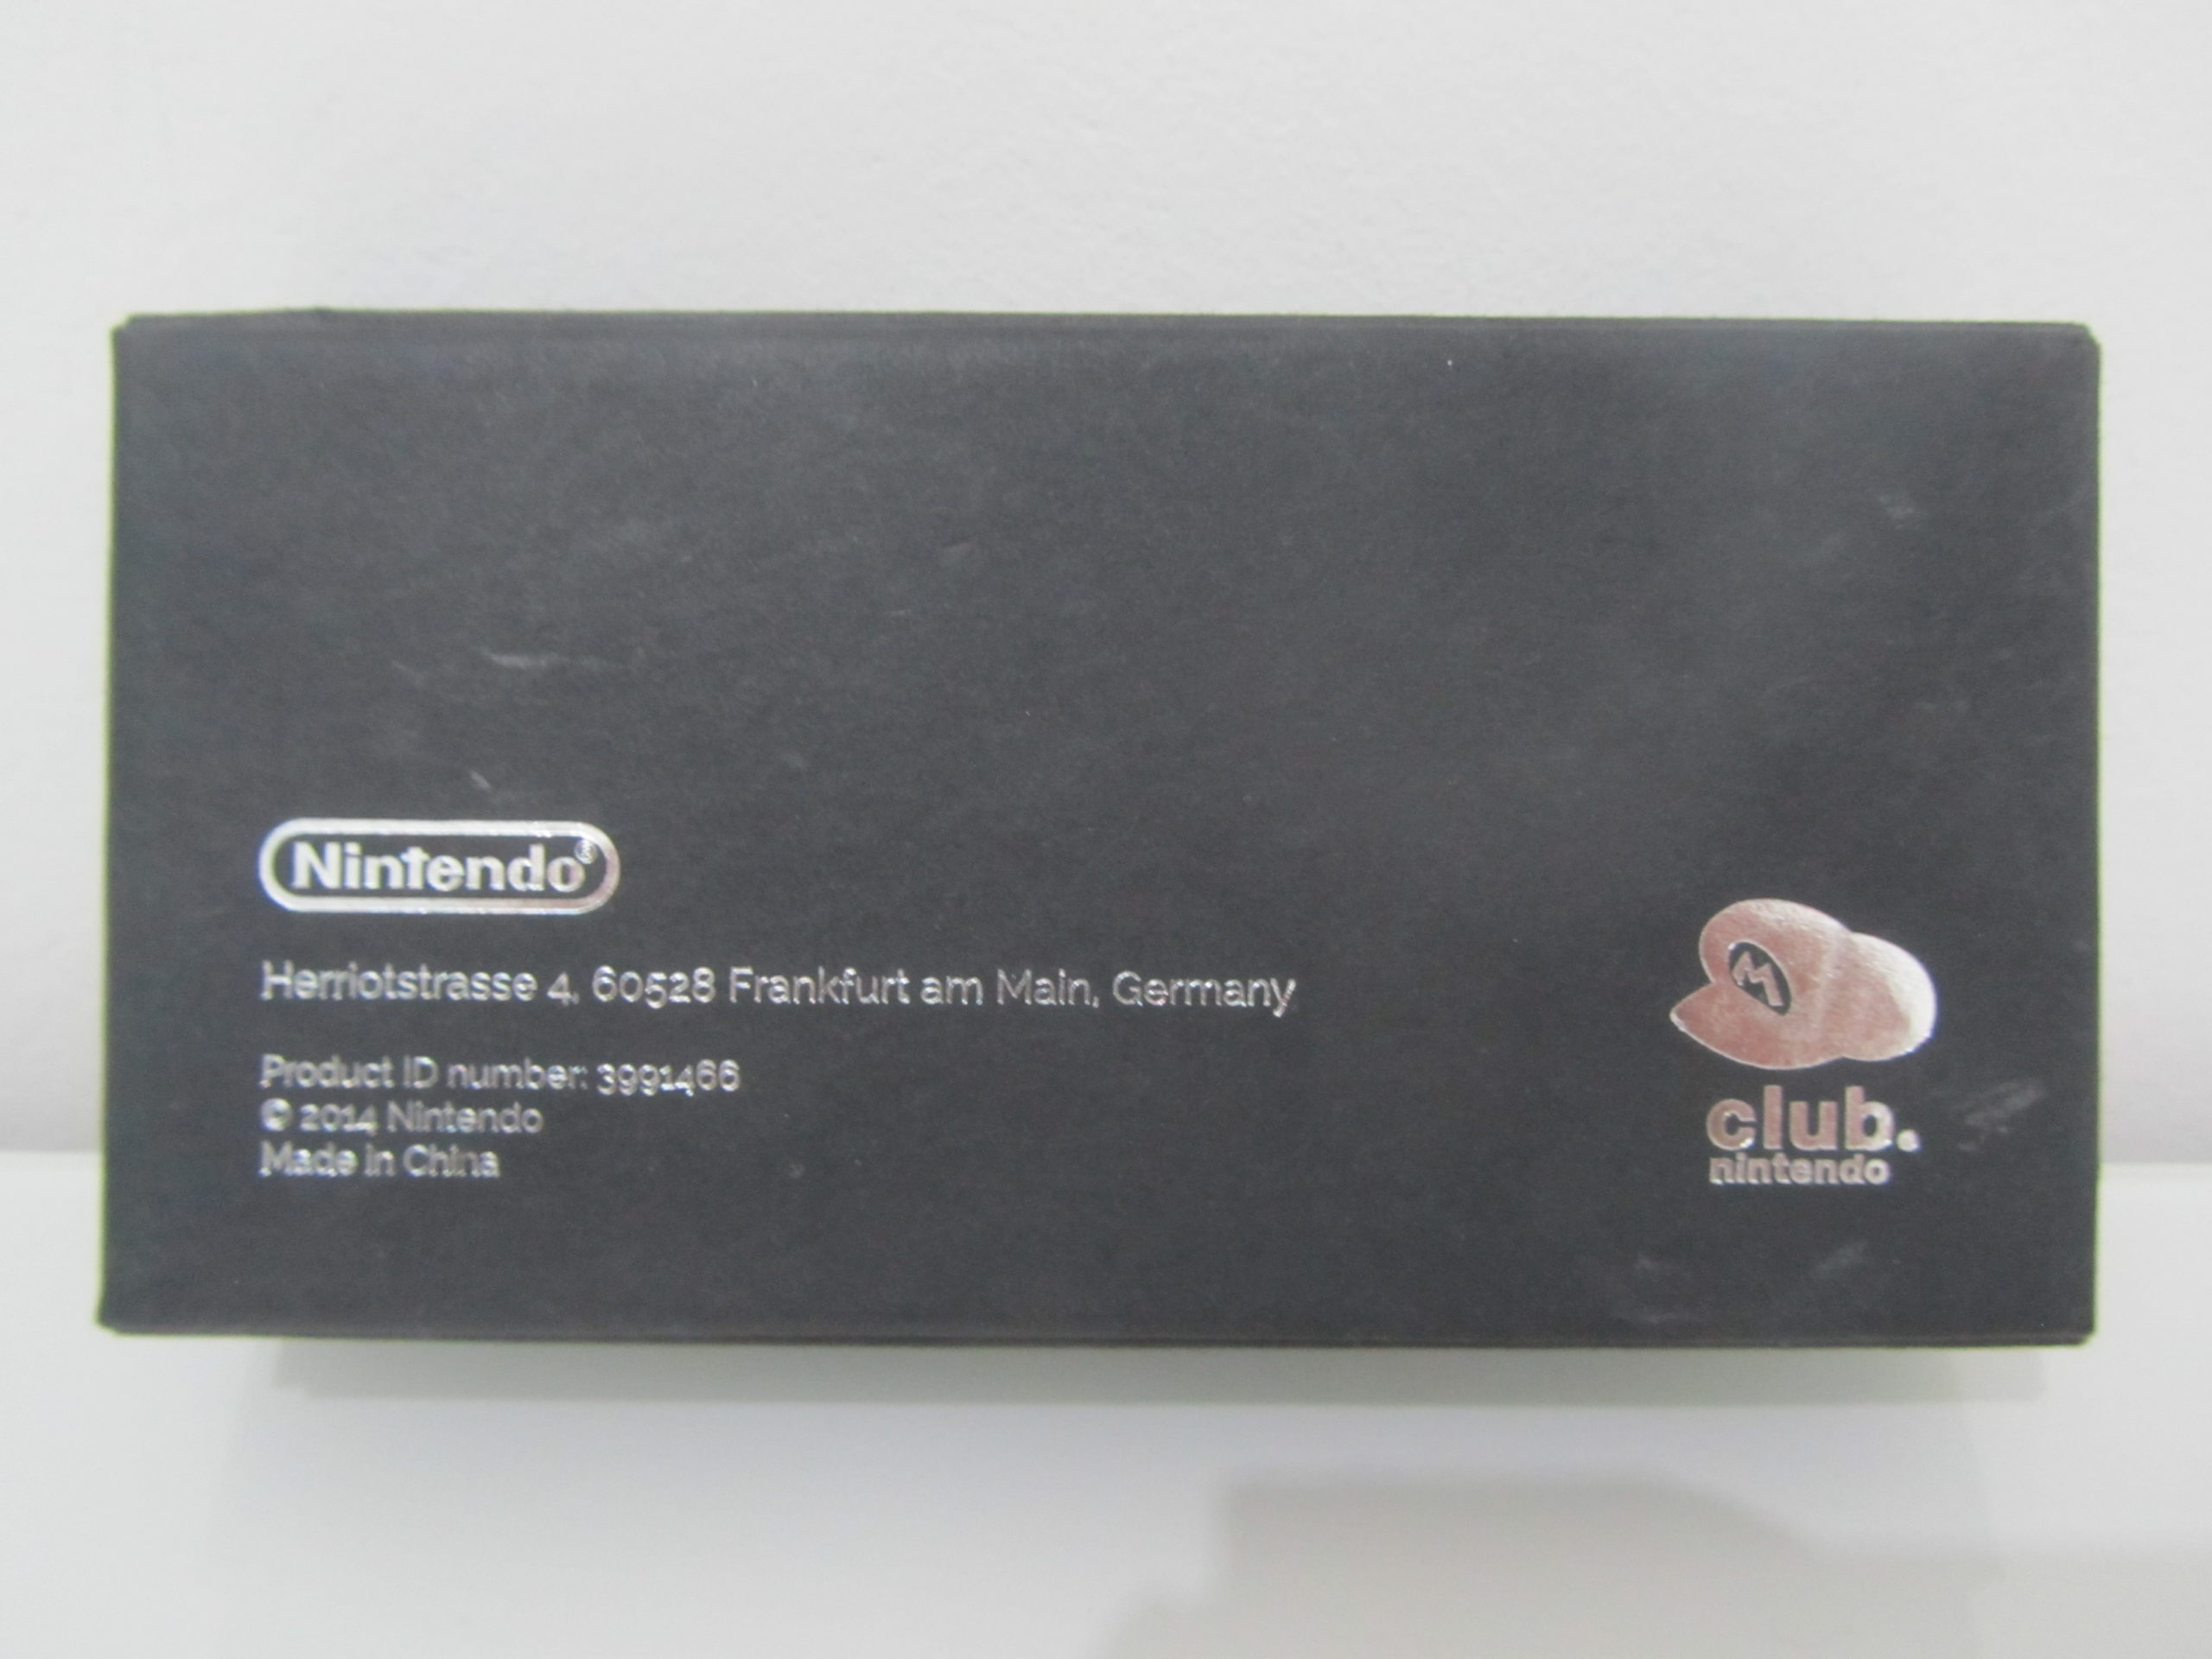 Nintendo®
Herriotstrasse 4, 60528 Frankfurt am Main, Germany
Product ID number: 3991466
© 2014 Nintendo
Made in China
M
club.
nintendo